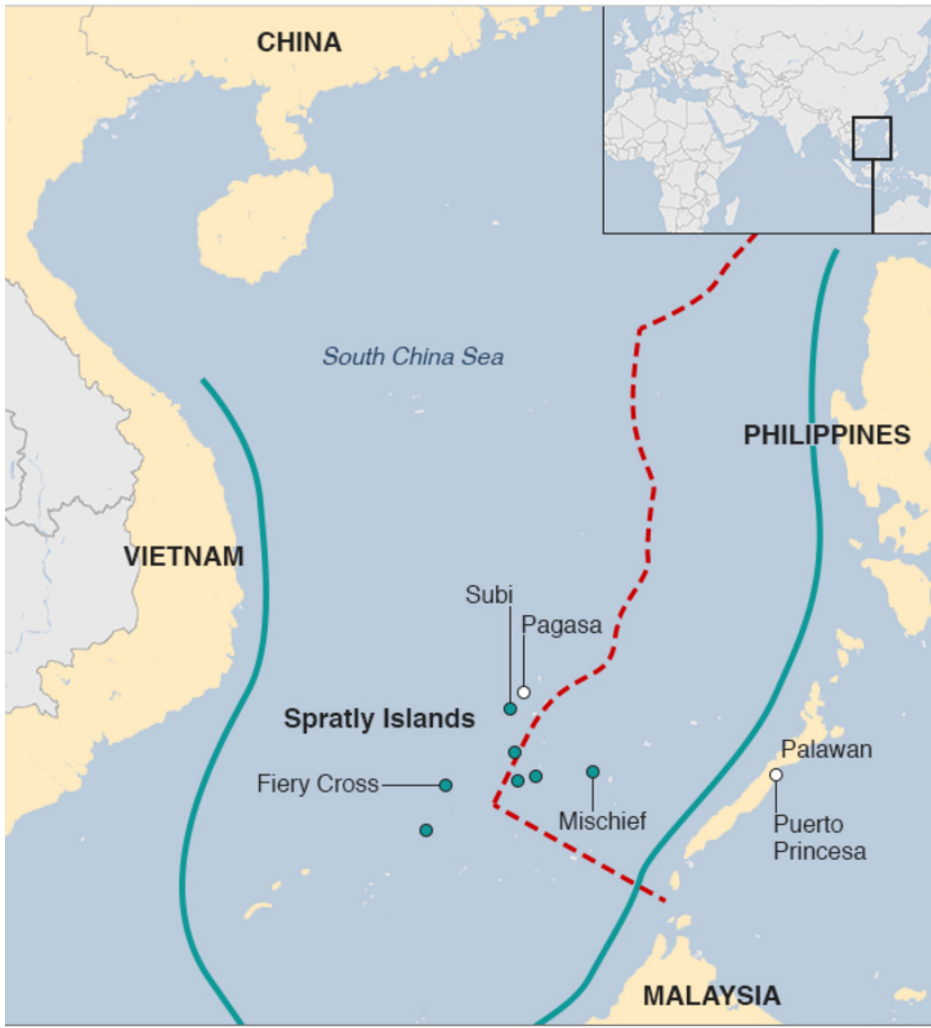 CHINA
South China Sea
PHILIPPINES
VIETNAM
Subi
Pagasa
Spratly Islands
Palawan
Fiery Cross
Mischief
Puerto
Princesa
MALAYSIA